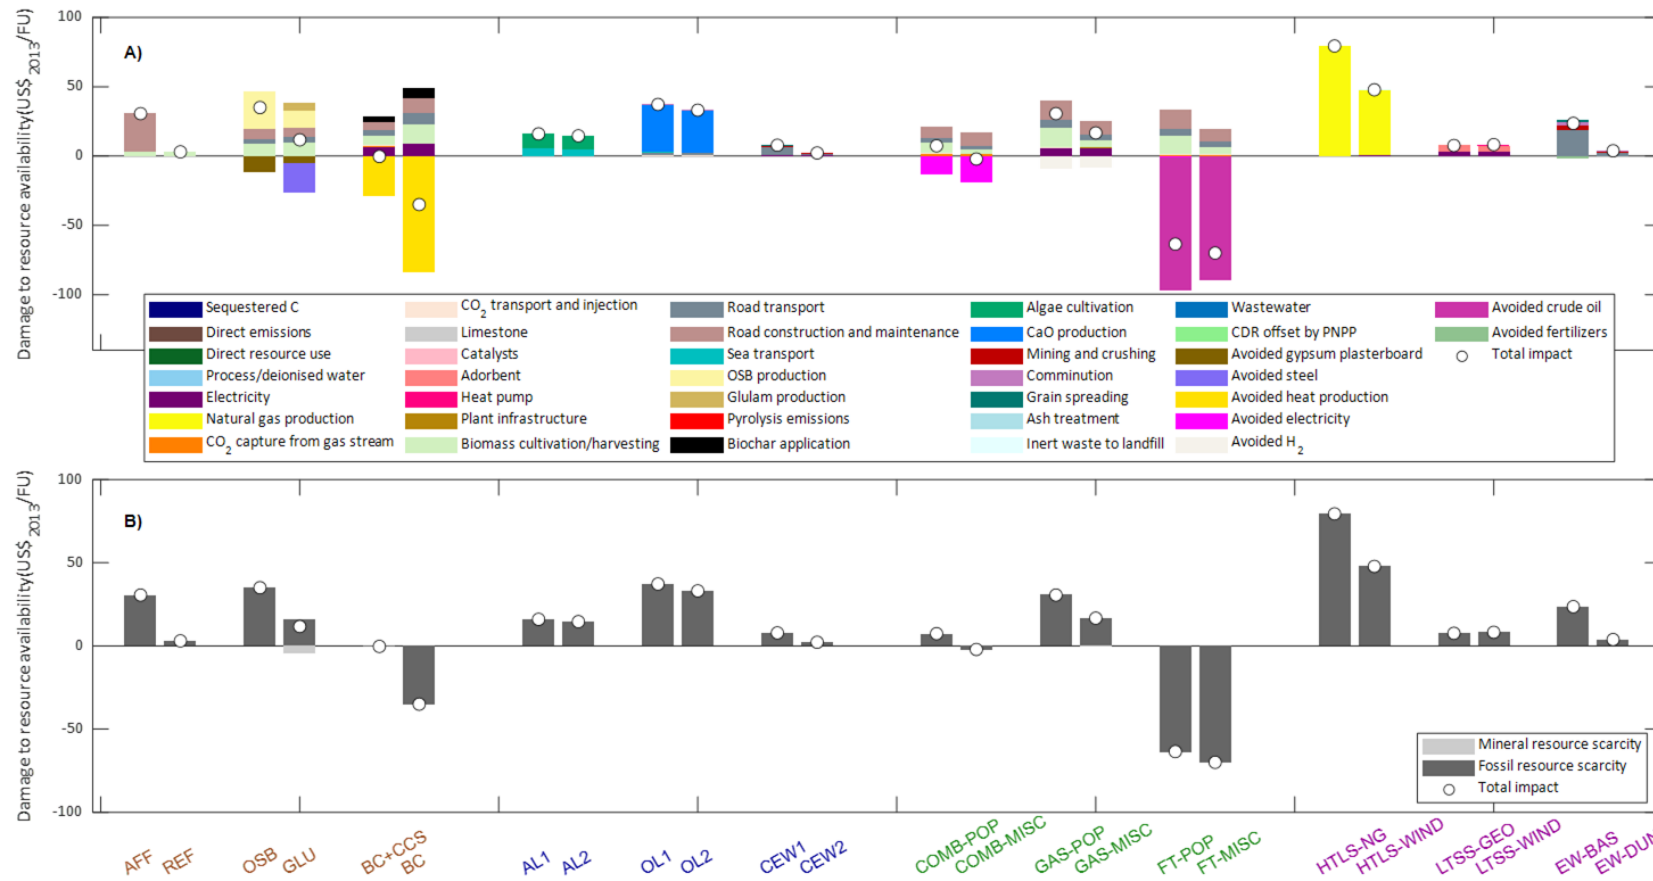 Damage to resource availability(US$2013/FU)
100
50
0
-50
-100
A)
Sequestered C
Direct emissions
Direct resource use
Process/deionised water
Electricity
Natural gas production
CO2 capture from gas stream
CO2 transport and injection
Limestone
Catalysts
Adorbent
Heat pump
Plant infrastructure
Biomass cultivation/harvesting
Road transport
Road construction and maintenance
Sea transport
OSB production
Glulam production
Pyrolysis emissions
Biochar application
Algae cultivation
CaO production
Mining and crushing
Comminution
Grain spreading
Ash treatment
Inert waste to landfill
Wastewater
CDR offset by PNPP
Avoided gypsum plasterboard
Avoided steel
Avoided heat production
Avoided electricity
Avoided H2
Avoided crude oil
Avoided fertilizers
Total impact
Damage to resource availability(US$2013/FU)
100
50
0
-50
-100
B)
Mineral resource scarcity
Fossil resource scarcity
Total impact
AFF
REF
OSB
GLU
BC+CCS
BC
AL1
AL2
OL1
OL2
CEW1
CEW2
COMB-POP
COMB-MISC
GAS-POP
GAS-MISC
FT-POP
FT-MISC
HTLS-NG
HTLS-WIND
LTSS-GEO
LTSS-WIND
EW-BAS
EW-DUN